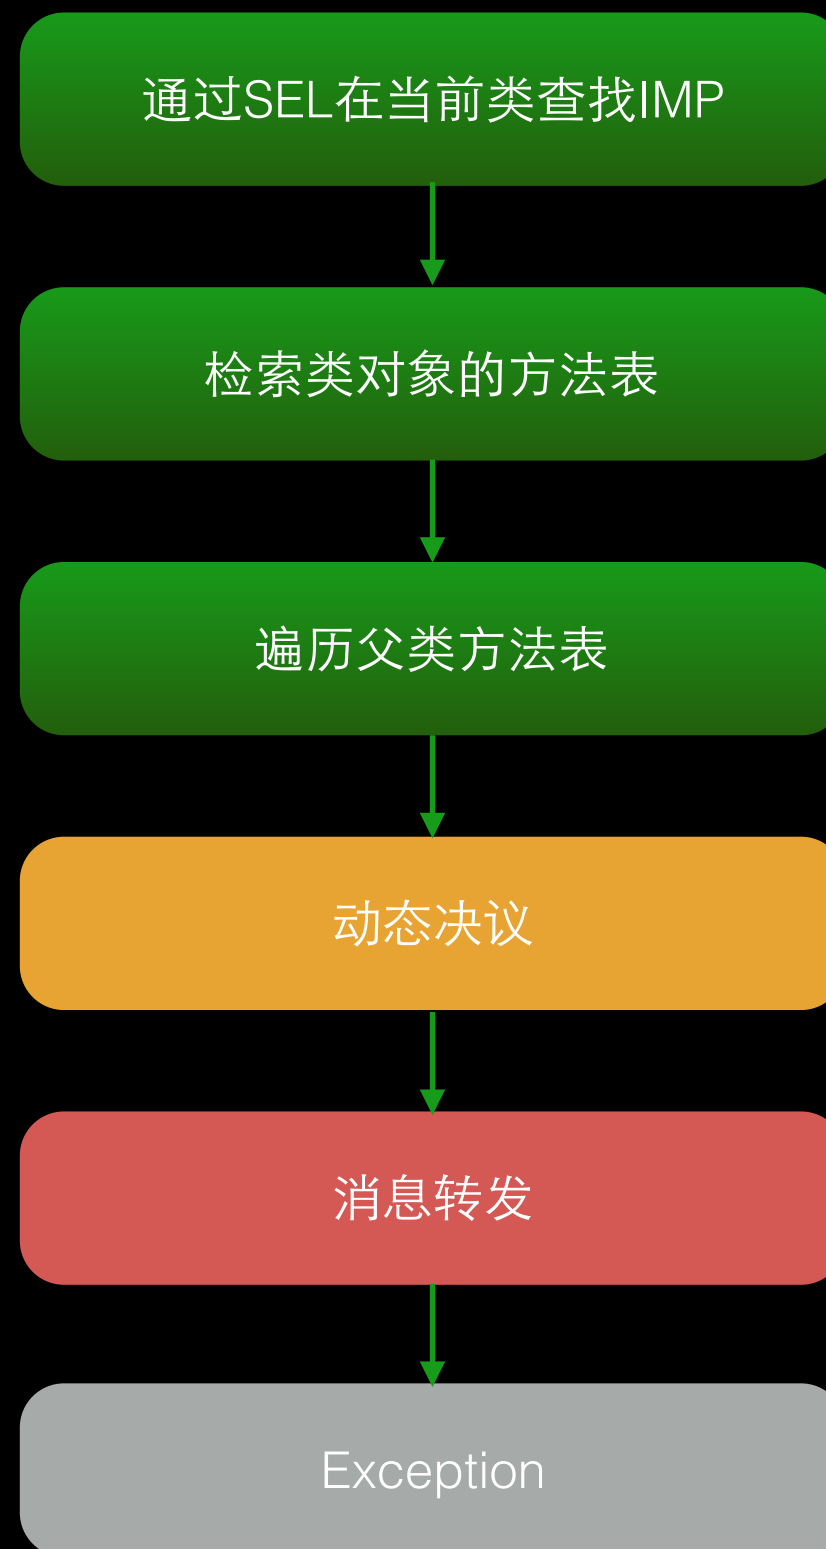 通过SEL在当前类查找IMP
检索类对象的方法表
遍历父类方法表
动态决议
消息转发
Exception